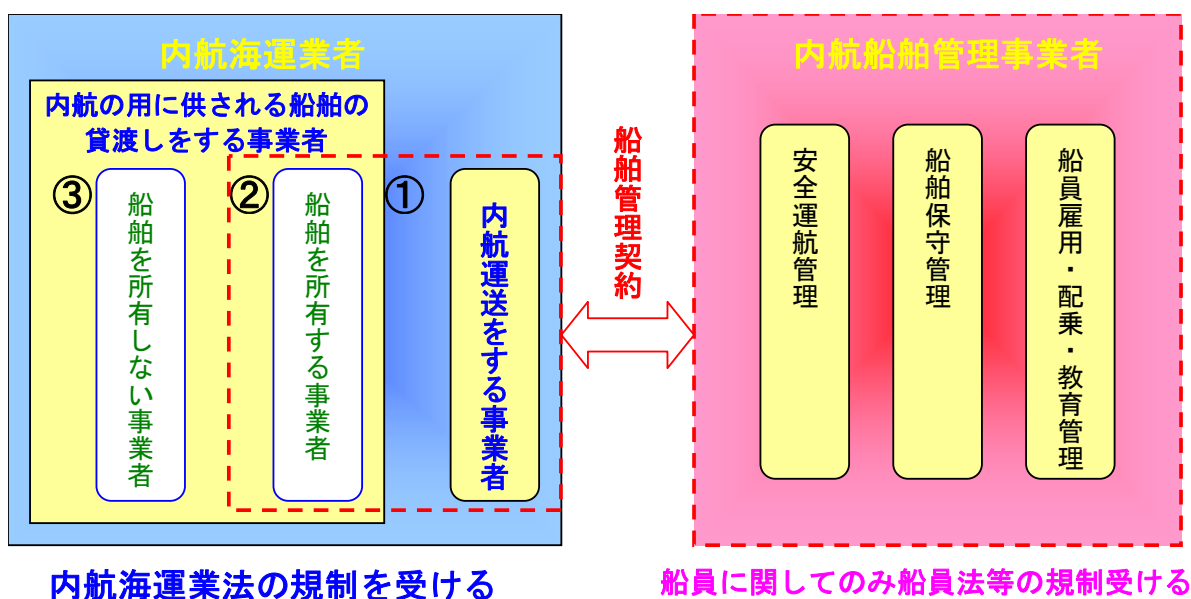 内航海運業者
内航の用に供される船舶の
貸渡しをする事業者
③
船舶を所有しない事業者
②
船舶を所有する事業者
①
内航運送をする事業者
内航海運業法の規制を受ける
船舶管理契約
内航船舶管理事業者
安全運航管理
船舶保守管理
船員雇用・配乗・教育管理
船員に関してのみ船員法等の規制受ける